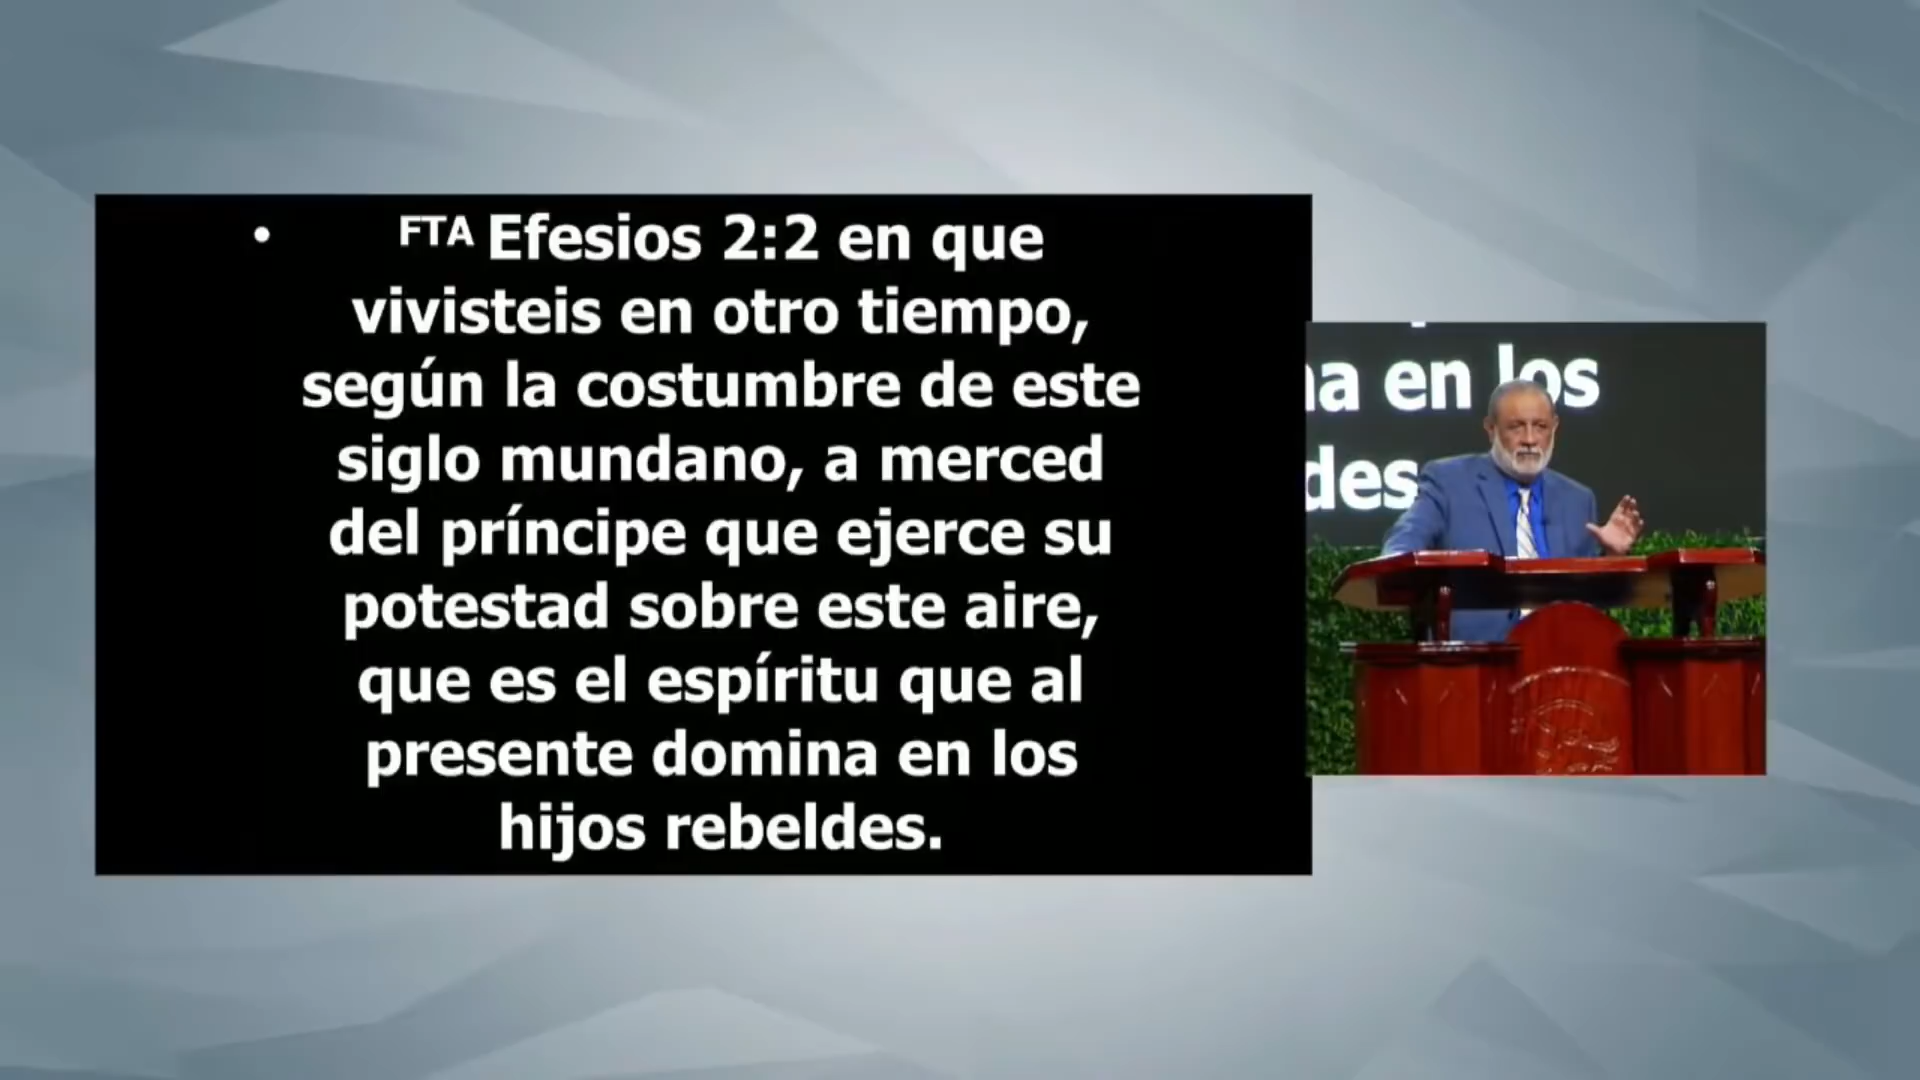 • FTA Efesios 2:2 en que
vivisteis en otro tiempo,
según la costumbre de este
siglo mundano, a merced
del príncipe que ejerce su
potestad sobre este aire,
que es el espíritu que al
presente domina en los
hijos rebeldes.
na en los
des